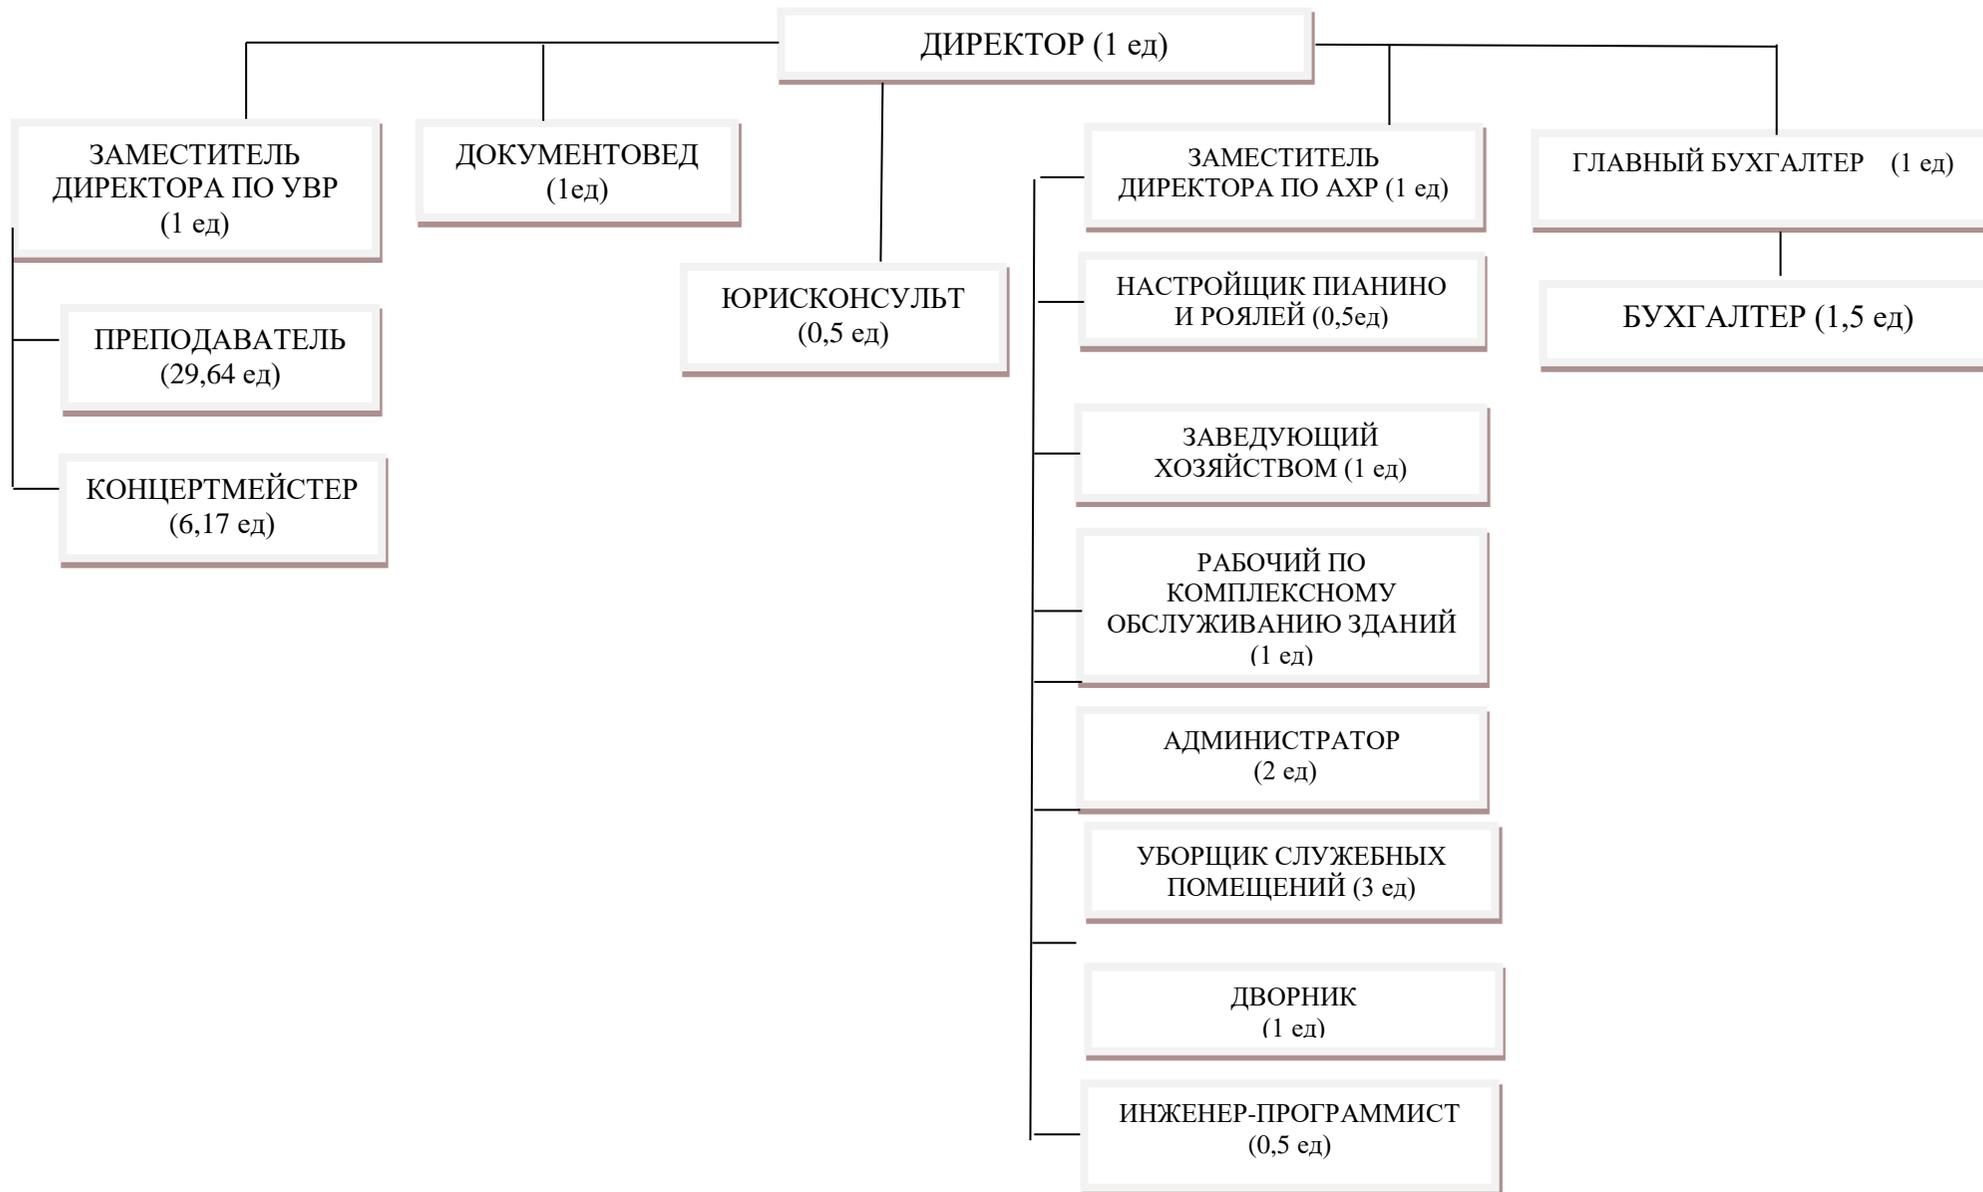 ДИРЕКТОР (1 ед)
ЗАМЕСТИТЕЛЬ
ДИРЕКТОРА ПО УВР
(1 ед)
ДОКУМЕНТОВЕД
(1ед)
ЗАМЕСТИТЕЛЬ
ДИРЕКТОРА ПО АХР (1 ед)
ГЛАВНЫЙ БУХГАЛТЕР (1 ед)
ЮРИСКОНСУЛЬТ
(0,5 ед)
НАСТРОЙЩИК ПИАНИНО
И РОЯЛЕЙ (0,5ед)
БУХГАЛТЕР (1,5 ед)
ПРЕПОДАВАТЕЛЬ
(29,64 ед)
КОНЦЕРТМЕЙСТЕР
(6,17 ед)
ЗАВЕДУЮЩИЙ
ХОЗЯЙСТВОМ (1 ед)
РАБОЧИЙ ПО
КОМПЛЕКСНОМУ
ОБСЛУЖИВАНИЮ ЗДАНИЙ
(1 ед)
АДМИНИСТРАТОР
(2 ед)
УБОРЩИК СЛУЖЕБНЫХ
ПОМЕЩЕНИЙ (3 ед)
ДВОРНИК
(1 ед)
ИНЖЕНЕР-ПРОГРАММИСТ
(0,5 ед)